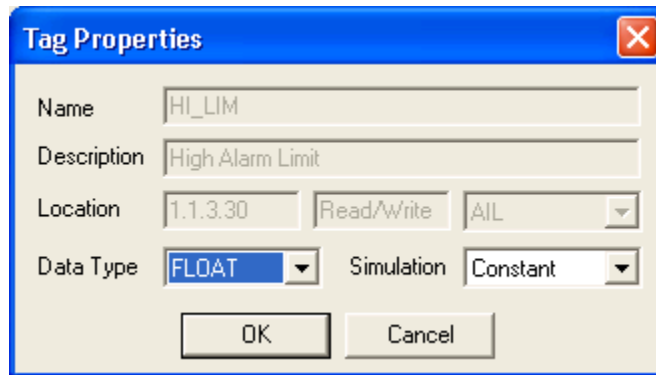 Tag Properties
Name HI_LIM
Description High Alarm Limit
Location 1.1.3.30 Read/Write AIL
Data Type FLOAT Simulation Constant
OK Cancel